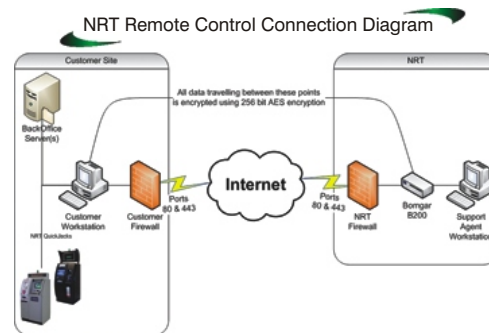 NRT Remote Control Connection Diagram
Customer Site
NRT
All data travelling between these points
is encrypted using 256 bit AES encryption
BackOffice
Server(s)
Customer
Workstation
Customer
Firewall
Ports
80 & 443
Internet
Ports
80 & 443
NRT
Firewall
Bomgar
B200
Support
Agent
Workstation
NRT QuickJacks